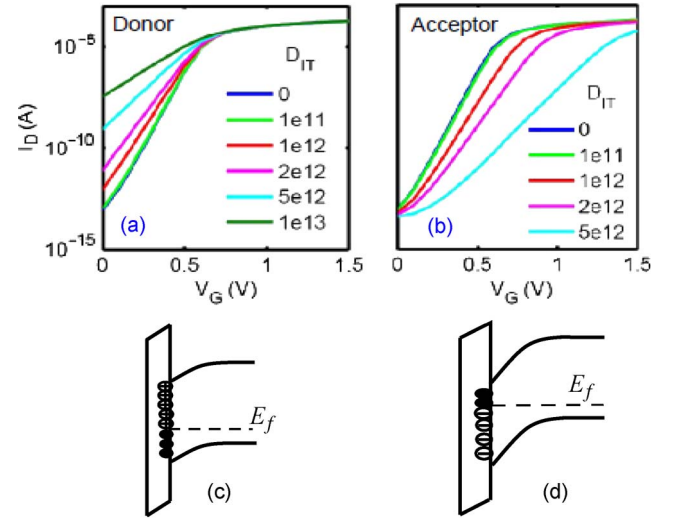 Donor
D_IT
0
1e11
1e12
2e12
5e12
1e13
(a)
10⁻⁵
10⁻¹⁰
10⁻¹⁵
I_D (A)
0 0.5 1 1.5
V_G (V)
Acceptor
D_IT
0
1e11
1e12
2e12
5e12
(b)
0 0.5 1 1.5
V_G (V)
E_f
(c)
E_f
(d)